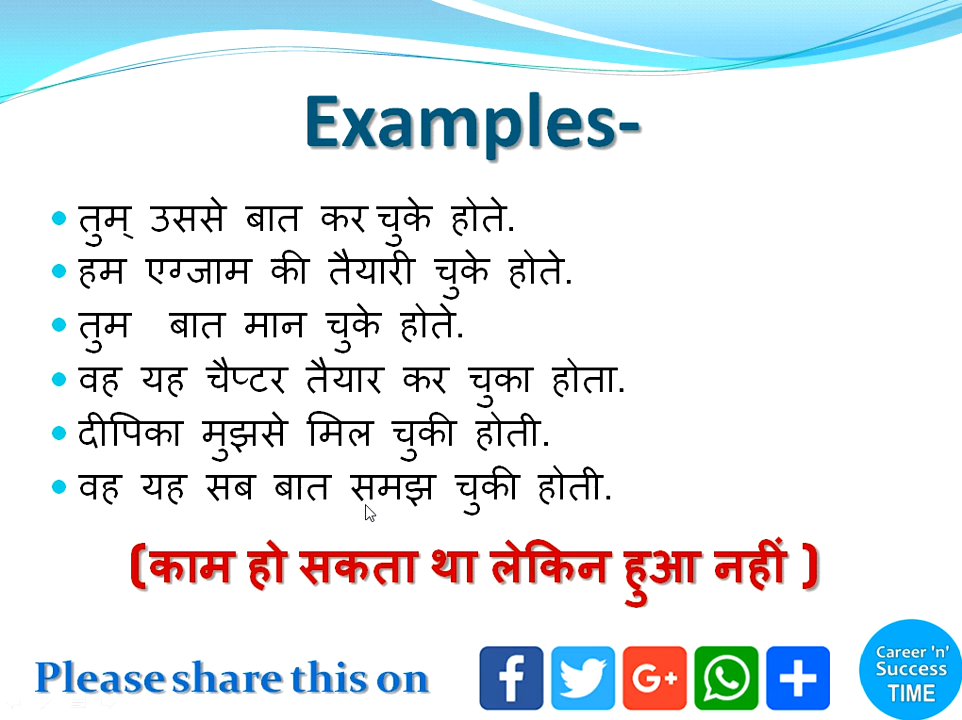 Examples-
तुम् उससे बात कर चुके होते.
हम एग्जाम की तैयारी चुके होते.
तुम बात मान चुके होते.
वह यह चैप्टर तैयार कर चुका होता.
दीपिका मुझसे मिल चुकी होती.
वह यह सब बात समझ चुकी होती.
(काम हो सकता था लेकिन हुआ नहीं )
Please share this on
f
G+
Career 'n'
Success
TIME